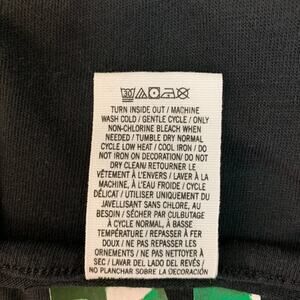 30
TURN INSIDE OUT / MACHINE
WASH COLD / GENTLE CYCLE / ONLY
NON-CHLORINE BLEACH WHEN
NEEDED / TUMBLE DRY NORMAL
CYCLE LOW HEAT / COOL IRON / DO
NOT IRON ON DECORATION/ DO NOT
DRY CLEAN/ RETOURNER LE
VÊTEMENT À L'ENVERS / LAVER À LA
MACHINE, À L'EAU FROIDE / CYCLE
DÉLICAT / UTILISER UNIQUEMENT DU
JAVELLISANT SANS CHLORE, AU
BESOIN / SÉCHER PAR CULBUTAGE
À CYCLE NORMAL, À BASSE
TEMPÉRATURE / REPASSER À FER
DOUX / NE PAS REPASSER LES
ORNEMENTS / NE PAS NETTOYER À
SEC / LAVAR DEL LADO DEL REVÉS /
NO PLANCHAR SOBRE LA DECORACIÓN